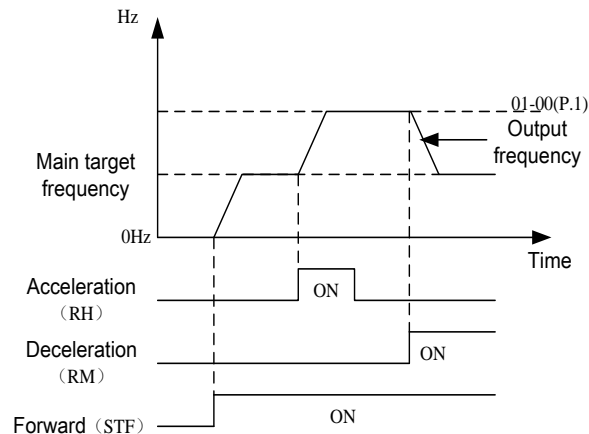 Hz
01-00(P.1)
Output
frequency
Main target
frequency
0Hz
Time
Acceleration
（RH）
ON
Deceleration
（RM）
ON
Forward（STF）
ON